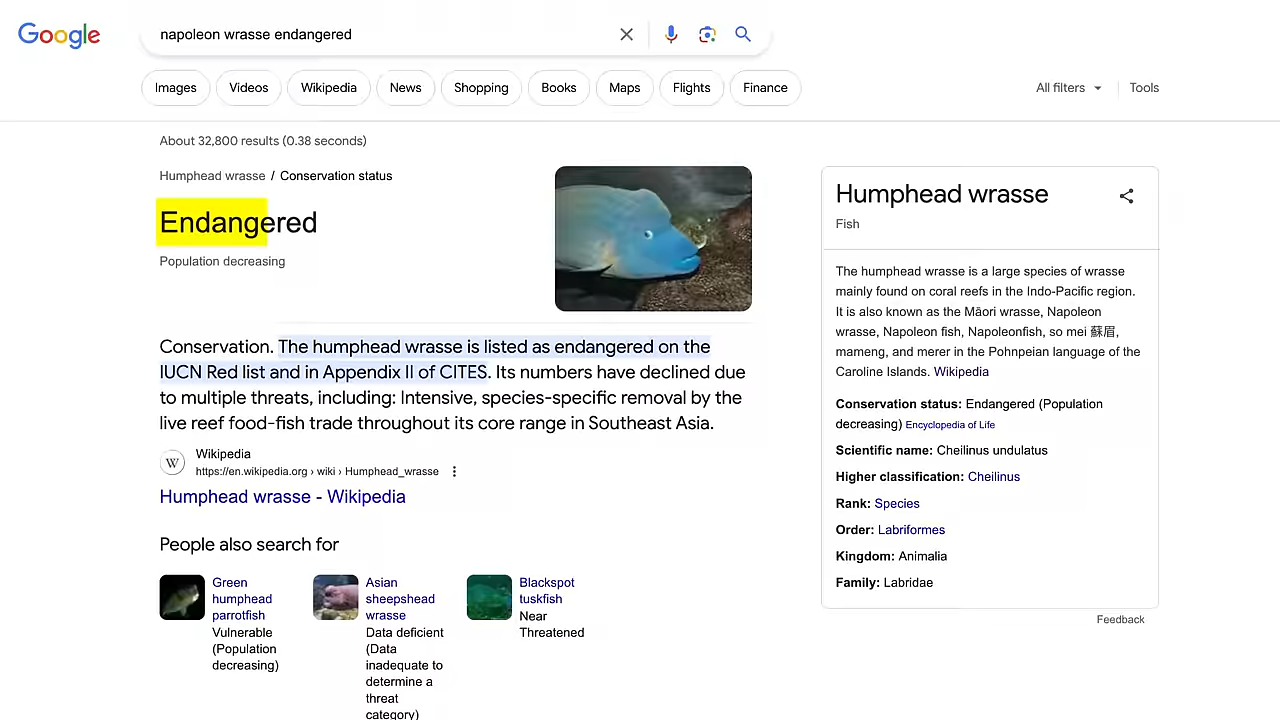 Google
napoleon wrasse endangered
Images
Videos
Wikipedia
News
Shopping
Books
Maps
Flights
Finance
All filters
Tools
About 32,800 results (0.38 seconds)
Humphead wrasse / Conservation status
Endangered
Population decreasing
Conservation. The humphead wrasse is listed as endangered on the
IUCN Red list and in Appendix II of CITES. Its numbers have declined due
to multiple threats, including: Intensive, species-specific removal by the
live reef food-fish trade throughout its core range in Southeast Asia.
W
Wikipedia
https://en.wikipedia.org › wiki › Humphead_wrasse
Humphead wrasse - Wikipedia
People also search for
Green
humphead
parrotfish
Vulnerable
(Population
decreasing)
Asian
sheepshead
wrasse
Data deficient
(Data
inadequate to
determine a
threat
category)
Blackspot
tuskfish
Near
Threatened
Humphead wrasse
Fish
The humphead wrasse is a large species of wrasse
mainly found on coral reefs in the Indo-Pacific region.
It is also known as the Māori wrasse, Napoleon
wrasse, Napoleon fish, Napoleonfish, so mei 蘇眉,
mameng, and merer in the Pohnpeian language of the
Caroline Islands. Wikipedia
Conservation status: Endangered (Population
decreasing) Encyclopedia of Life
Scientific name: Cheilinus undulatus
Higher classification: Cheilinus
Rank: Species
Order: Labriformes
Kingdom: Animalia
Family: Labridae
Feedback